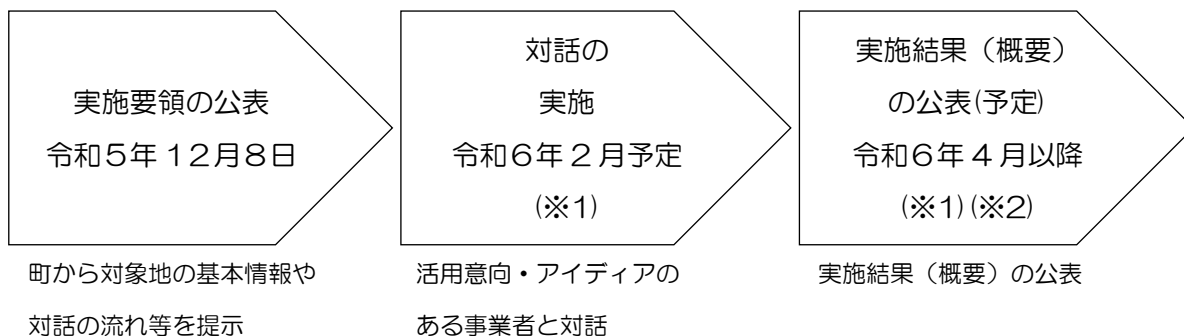 実施要領の公表
令和5年12月8日
対話の
実施
令和6年2月予定
(※1)
実施結果（概要）
の公表(予定)
令和6年4月以降
(※1)(※2)
町から対象地の基本情報や
対話の流れ等を提示
活用意向・アイディアの
ある事業者と対話
実施結果（概要）の公表